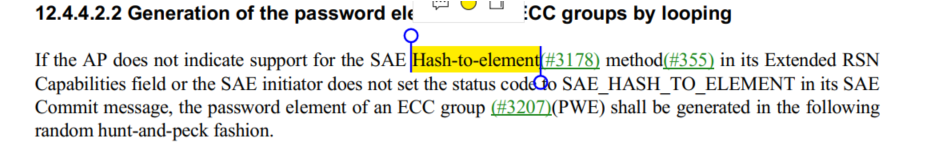 12.4.4.2.2 Generation of the password ele ECC groups by looping
If the AP does not indicate support for the SAE Hash-to-element(#3178) method(#355) in its Extended RSN
Capabilities field or the SAE initiator does not set the status code to SAE_HASH_TO_ELEMENT in its SAE
Commit message, the password element of an ECC group (#3207)(PWE) shall be generated in the following
random hunt-and-peck fashion.